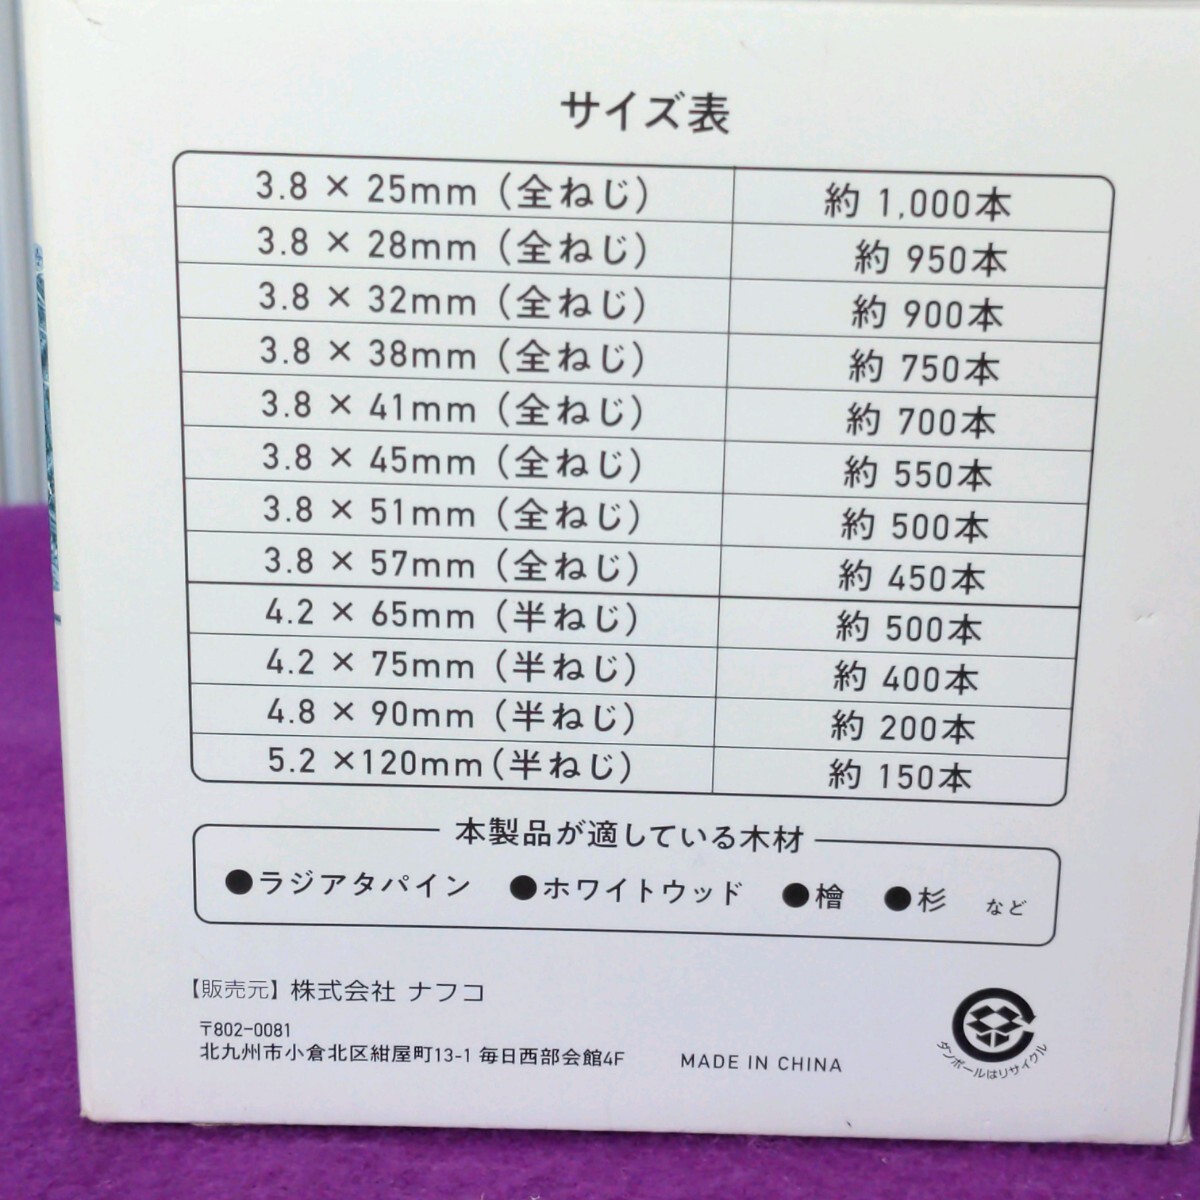 サイズ表
3.8 × 25mm (全ねじ) 約 1,000本
3.8 × 28mm (全ねじ) 約 950本
3.8 × 32mm (全ねじ) 約 900本
3.8 × 38mm (全ねじ) 約 750本
3.8 × 41mm (全ねじ) 約 700本
3.8 × 45mm (全ねじ) 約 550本
3.8 × 51mm (全ねじ) 約 500本
3.8 × 57mm (全ねじ) 約 450本
4.2 × 65mm (半ねじ) 約 500本
4.2 × 75mm (半ねじ) 約 400本
4.8 × 90mm (半ねじ) 約 200本
5.2 ×120mm (半ねじ) 約 150本
本製品が適している木材
●ラジアタパイン ●ホワイトウッド ●檜 ●杉 など
【販売元】株式会社 ナフコ
〒802-0081
北九州市小倉北区紺屋町13-1 毎日西部会館4F
MADE IN CHINA
ダンボールはリサイクル